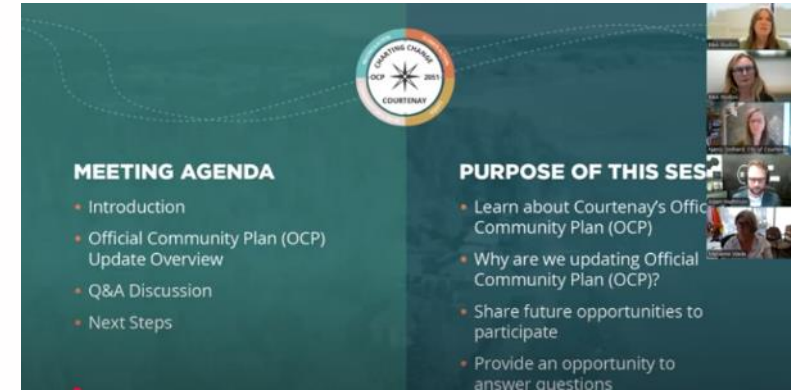 CHARTING CHANGE
OCP
2051
COURTENAY
MEETING AGENDA
• Introduction
• Official Community Plan (OCP)
Update Overview
• Q&A Discussion
• Next Steps
PURPOSE OF THIS SES
• Learn about Courtenay's Offic
Community Plan (OCP)
• Why are we updating Official
Community Plan (OCP)?
• Share future opportunities to
participate
• Provide an opportunity to
answer questions